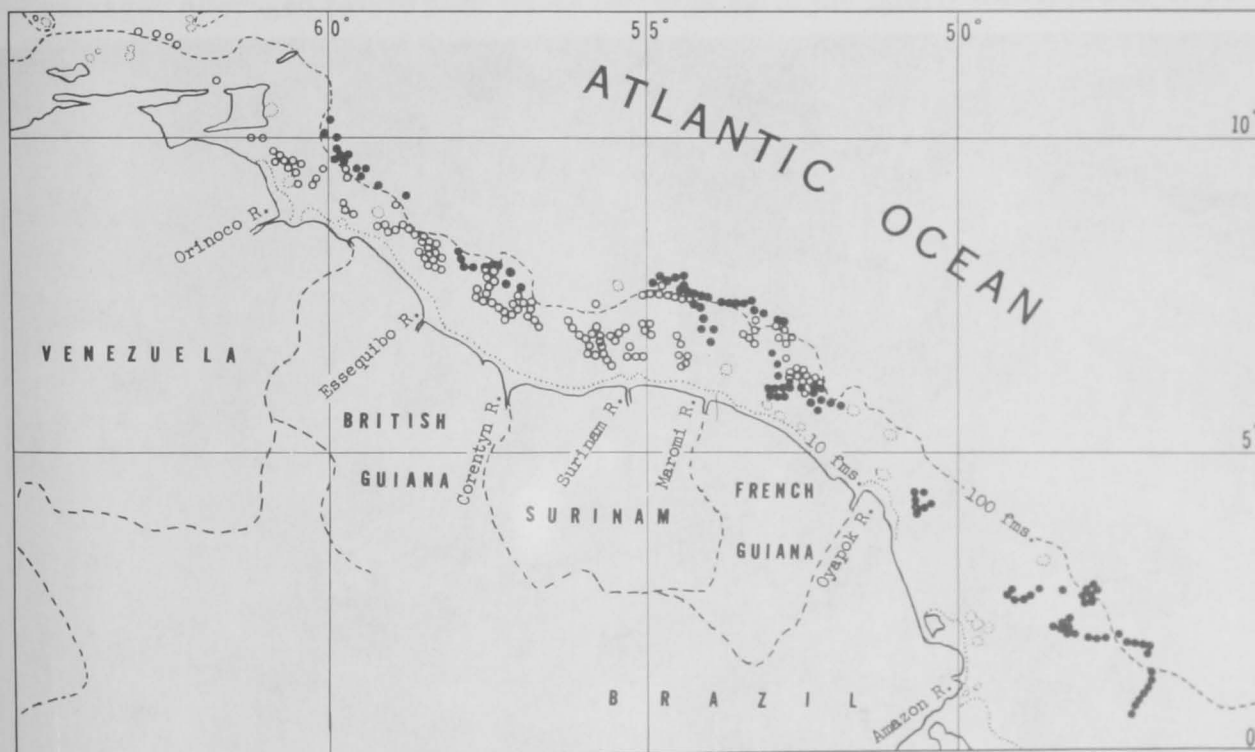 60°
55°
50°
ATLANTIC OCEAN
10°
Orinoco R.
VENEZUELA
Essequibo R.
BRITISH
GUIANA
Corentyn R.
Surinam R.
Maromi R.
10 fms.
5°
SURINAM
FRENCH
GUIANA
Oyapok R.
100 fms.
BRAZIL
Amazon R.
0